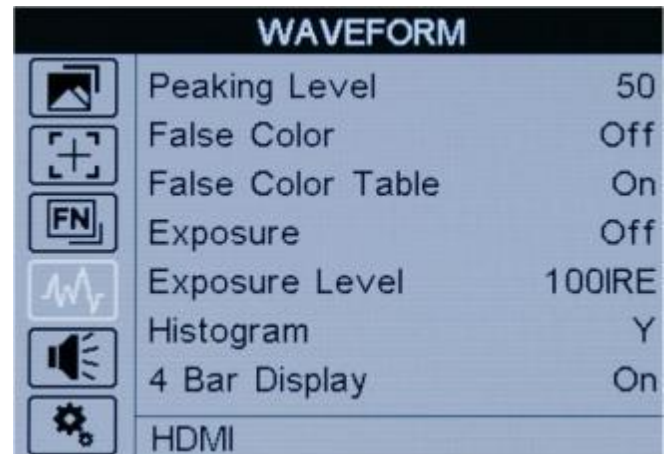 WAVEFORM
Peaking Level 50
False Color Off
False Color Table On
FN
Exposure Off
Exposure Level 100IRE
Histogram Y
4 Bar Display On
HDMI